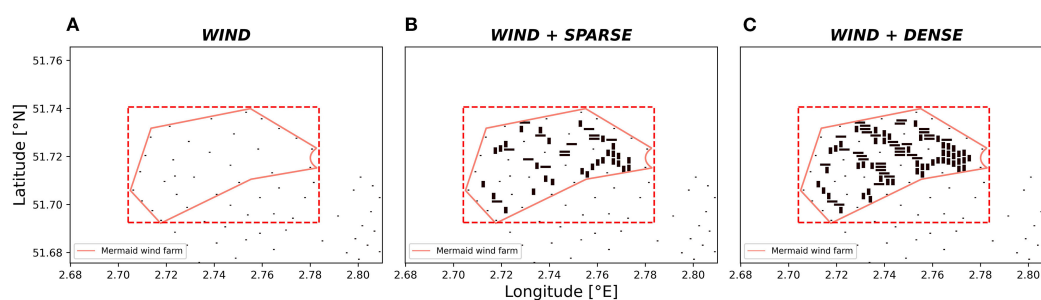 A
WIND
B
WIND + SPARSE
C
WIND + DENSE
Latitude [°N]
51.76
51.74
51.72
51.70
51.68
Mermaid wind farm
Mermaid wind farm
Mermaid wind farm
2.68 2.70 2.72 2.74 2.76 2.78 2.80
2.68 2.70 2.72 2.74 2.76 2.78 2.80
2.68 2.70 2.72 2.74 2.76 2.78 2.80
Longitude [°E]